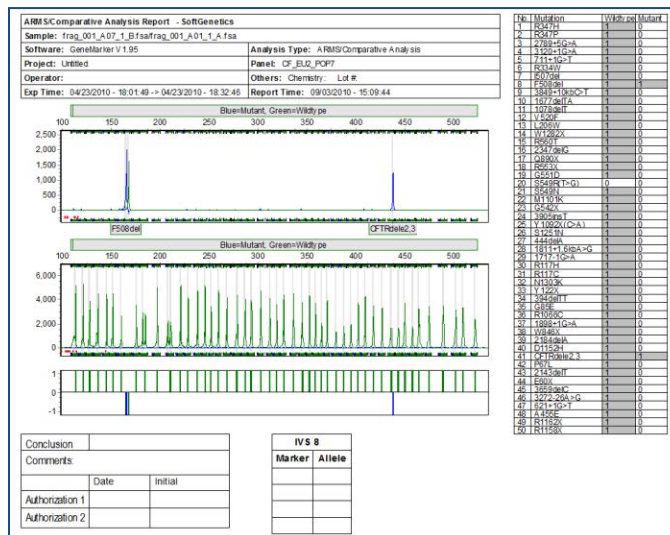 ARMS/Comparative Analysis Report - SoftGenetics
Sample: frag_001_A07_1_B.fsa/frag_001_A01_1_A.fsa
Software: GeneMarker V 1.95
Analysis Type: ARMS/Comparative Analysis
Project: Untitled
Panel: CF_EU2_POP7
Operator:
Others: Chemistry: Lot #:
Exp Time: 04/23/2010 - 18:01:49 -> 04/23/2010 - 18:32:46
Report Time: 09/03/2010 - 15:09:44
Blue=Mutant, Green=Wildtype
100 150 200 250 300 350 400 450 500
2,500
2,000
1,500
1,000
500
0
F508del
CFTRdele2,3
Blue=Mutant, Green=Wildtype
100 150 200 250 300 350 400 450 500
6,000
4,000
2,000
0
1
0
-1
Conclusion
Comments:
Date Initial
Authorization 1
Authorization 2
IVS 8
Marker Allele
No. Mutation Wildtype Mutant
1 R347H 1 0
2 R347P 1 0
3 2789+5G>A 1 0
4 3120+1G>A 1 0
5 711+1G>T 1 0
6 R334W 1 0
7 I507del 1 0
8 F508del 1 1
9 3849+10kbC>T 1 0
10 1677delTA 1 0
11 1078delT 1 0
12 V520F 1 0
13 L206W 1 0
14 W1282X 1 0
15 R560T 1 0
16 2347delG 1 0
17 Q890X 1 0
18 R553X 1 0
19 G551D 1 0
20 S549R(T>G) 0 0
21 S549N 1 0
22 M1101K 1 0
23 G542X 1 0
24 3905insT 1 0
25 Y1092X(C>A) 1 0
26 S1251N 1 0
27 444delA 1 0
28 1811+1.6kbA>G 1 0
29 1717-1G>A 1 0
30 R117H 1 0
31 R117C 1 0
32 N1303K 1 0
33 Y122X 1 0
34 394delTT 1 0
35 G85E 1 0
36 R1066C 1 0
37 1898+1G>A 1 0
38 W846X 1 0
39 2184delA 1 0
40 D1152H 1 0
41 CFTRdele2,3 1 1
42 P67L 1 0
43 2143delT 1 0
44 E60X 1 0
45 3659delC 1 0
46 3272-26A>G 1 0
47 621+1G>T 1 0
48 A455E 1 0
49 R1162X 1 0
50 R1158X 1 0